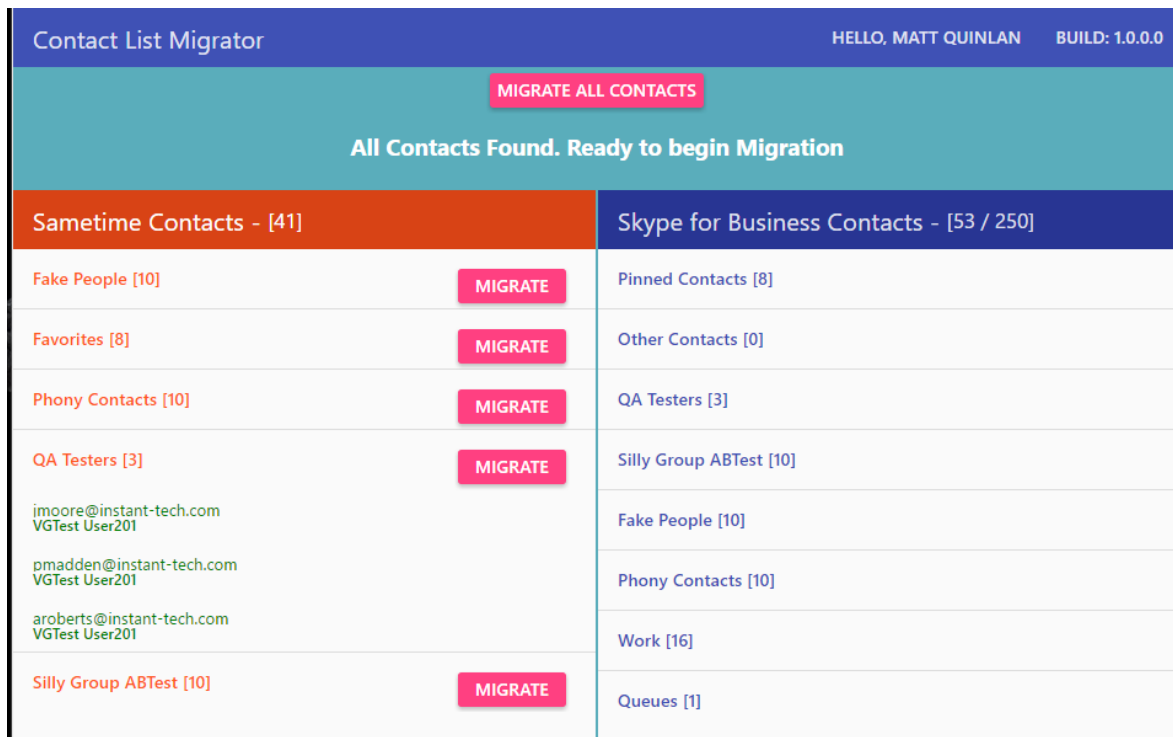 Contact List Migrator
HELLO, MATT QUINLAN BUILD: 1.0.0.0
MIGRATE ALL CONTACTS
All Contacts Found. Ready to begin Migration
Sametime Contacts - [41]
Fake People [10] MIGRATE
Favorites [8] MIGRATE
Phony Contacts [10] MIGRATE
QA Testers [3] MIGRATE
jmoore@instant-tech.com
VGTest User201
pmadden@instant-tech.com
VGTest User201
aroberts@instant-tech.com
VGTest User201
Silly Group ABTest [10] MIGRATE
Skype for Business Contacts - [53 / 250]
Pinned Contacts [8]
Other Contacts [0]
QA Testers [3]
Silly Group ABTest [10]
Fake People [10]
Phony Contacts [10]
Work [16]
Queues [1]